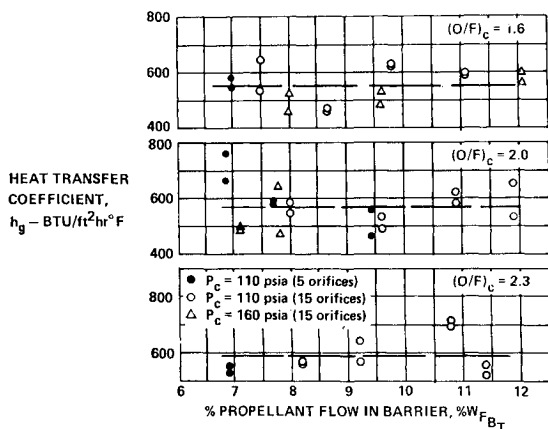 800
(O/F)c = 1.6
600
400
HEAT TRANSFER
COEFFICIENT,
hg — BTU/ft²hr°F
800
(O/F)c = 2.0
600
400
● Pc = 110 psia (5 orifices)
○ Pc = 110 psia (15 orifices)
△ Pc = 160 psia (15 orifices)
(O/F)c = 2.3
800
600
6 7 8 9 10 11 12
% PROPELLANT FLOW IN BARRIER, %WFBT